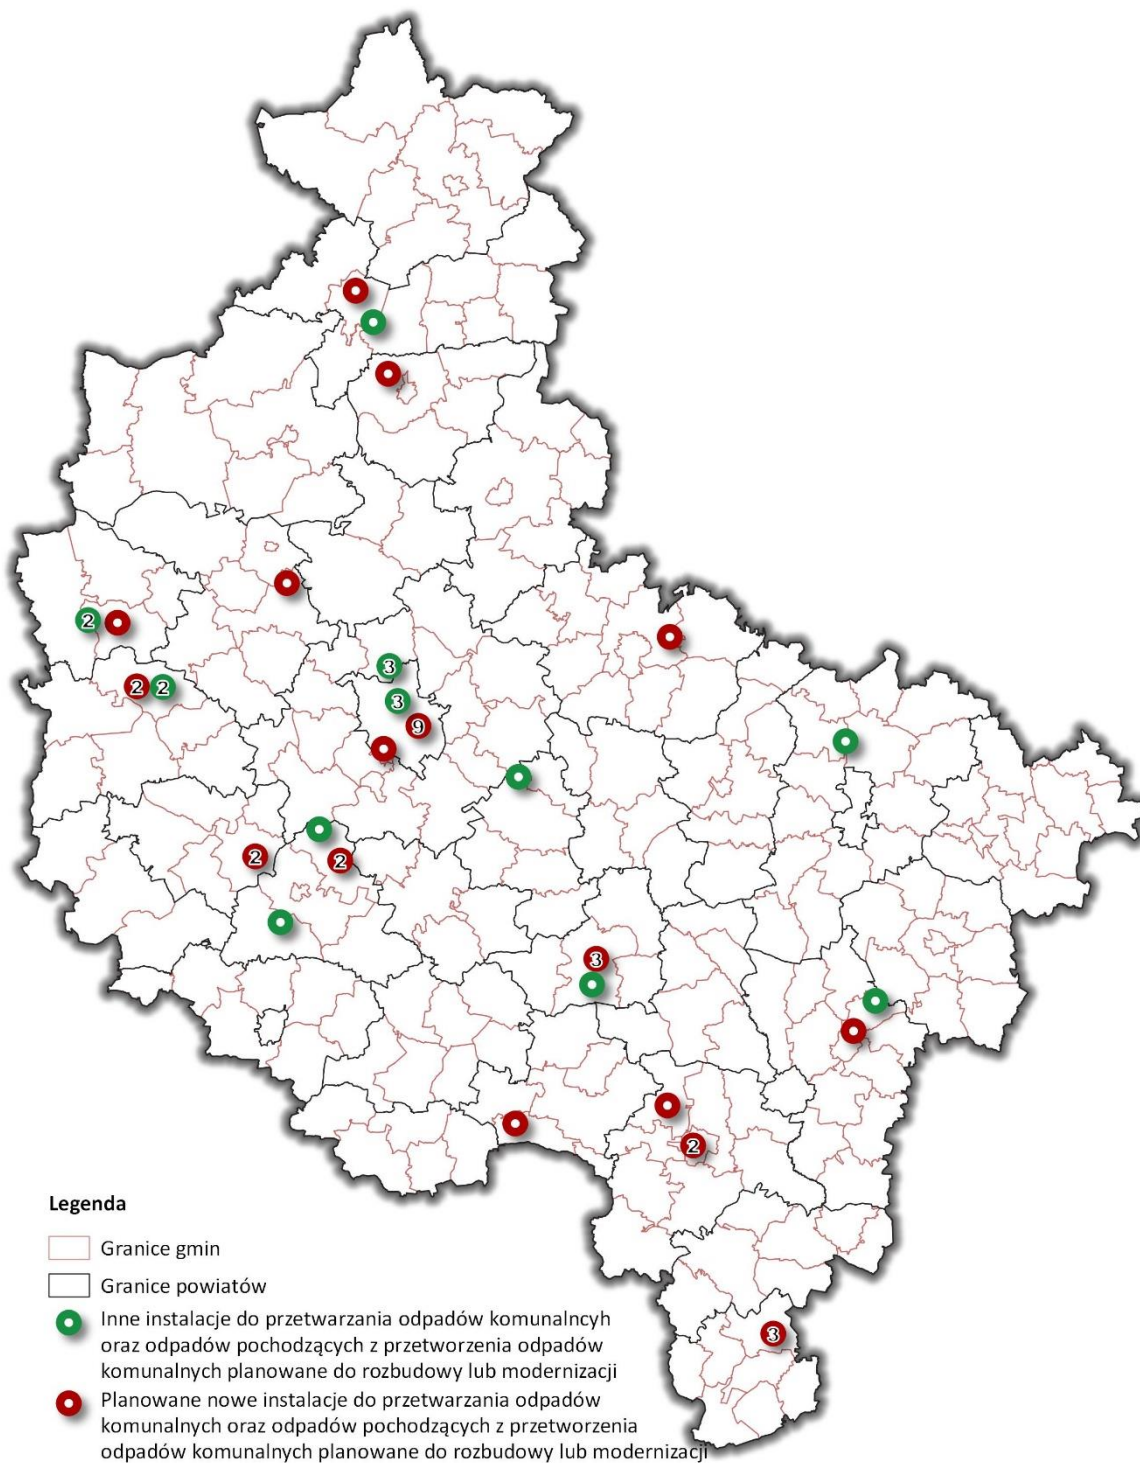 2
3
2
2
3
9
2
2
3
2
3
Legenda
Granice gmin
Granice powiatów
Inne instalacje do przetwarzania odpadów komunalncyh
oraz odpadów pochodzących z przetworzenia odpadów
komunalnych planowane do rozbudowy lub modernizacji
Planowane nowe instalacje do przetwarzania odpadów
komunalnych oraz odpadów pochodzących z przetworzenia
odpadów komunalnych planowane do rozbudowy lub modernizacji